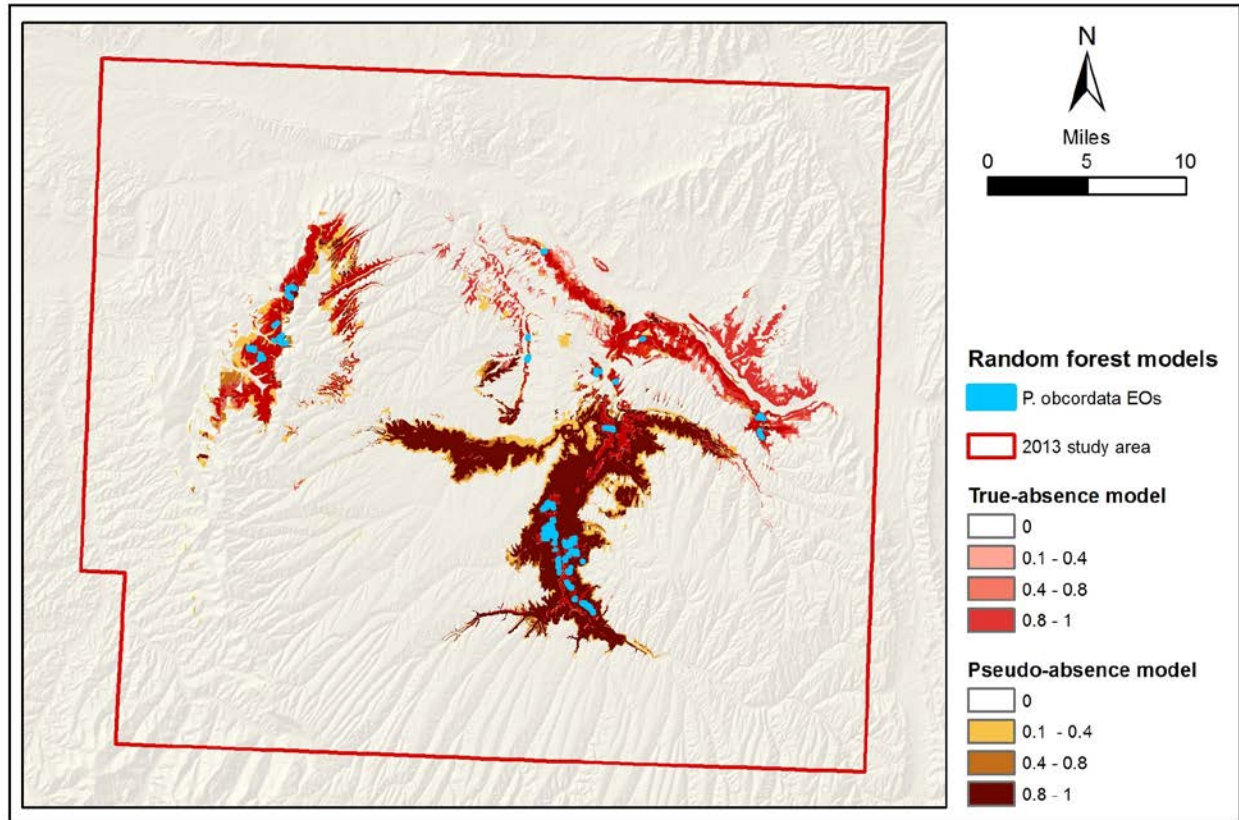 N
Miles
0 5 10
Random forest models
P. obcordata EOs
2013 study area
True-absence model
0
0.1 - 0.4
0.4 - 0.8
0.8 - 1
Pseudo-absence model
0
0.1 - 0.4
0.4 - 0.8
0.8 - 1